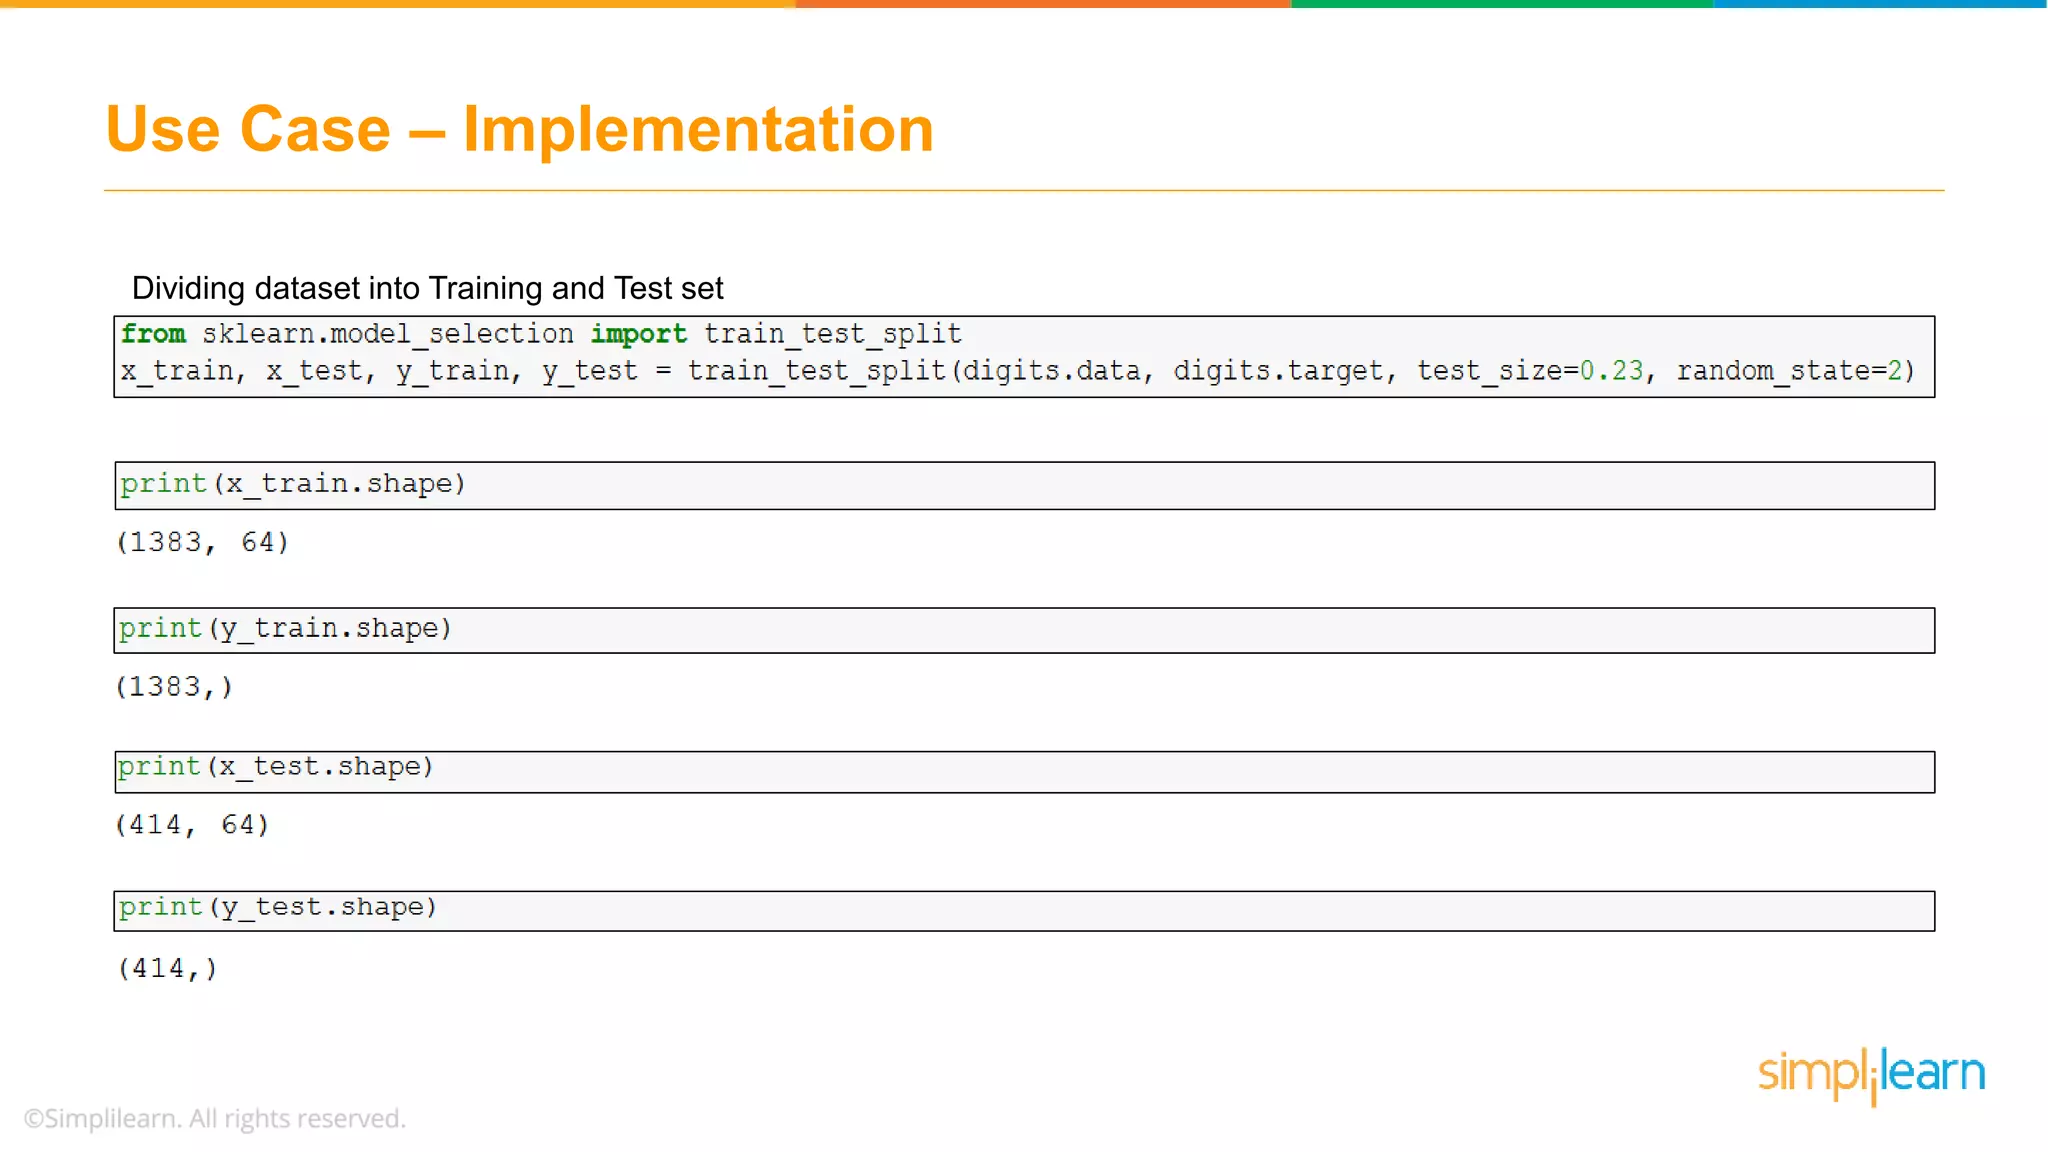 Use Case – Implementation
Dividing dataset into Training and Test set
from sklearn.model_selection import train_test_split
x_train, x_test, y_train, y_test = train_test_split(digits.data, digits.target, test_size=0.23, random_state=2)
print(x_train.shape)
(1383, 64)
print(y_train.shape)
(1383,)
print(x_test.shape)
(414, 64)
print(y_test.shape)
(414,)
simplilearn
©Simplilearn. All rights reserved.